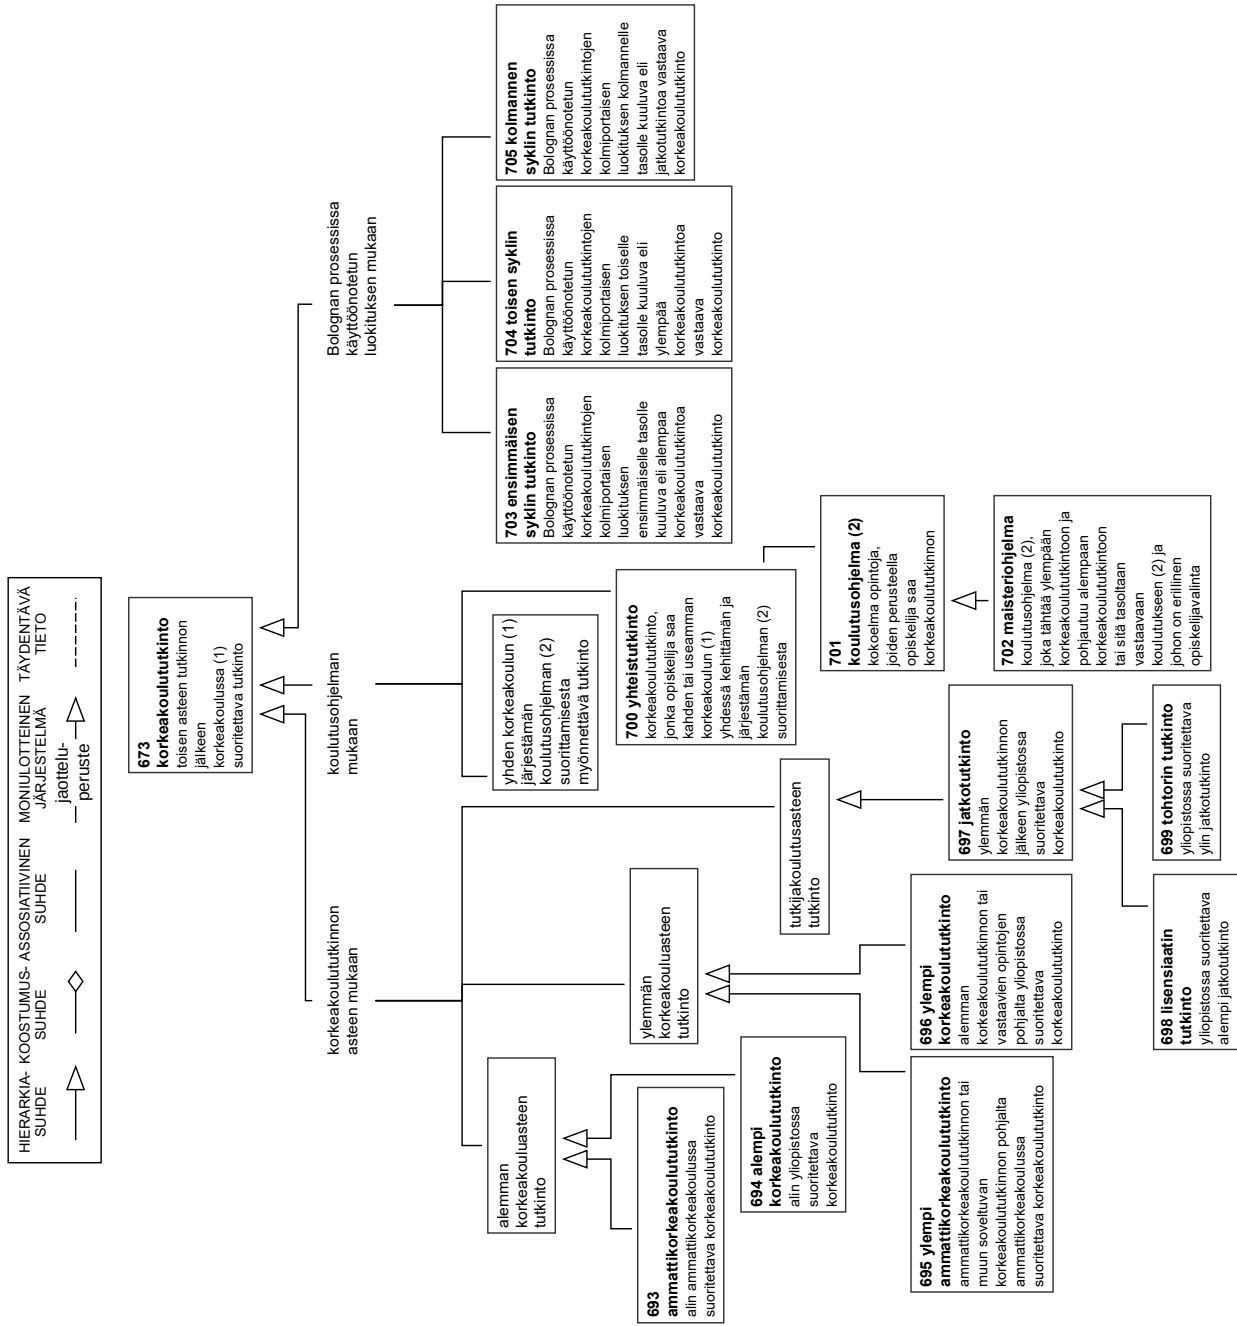 HIERARKIA-
SUHDE
KOOSTUMUS-
SUHDE
ASSOSIATIIVINEN
SUHDE
MONIULOTTEINEN
JÄRJESTELMÄ
jaottelu-
peruste
TÄYDENTÄVÄ
TIETO
673
korkeakoulututkinto
toisen asteen tutkinnon
jälkeen
korkeakoulussa (1)
suoritettava tutkinto
korkeakoulututkinnon
asteen mukaan
koulutusohjelman
mukaan
Bolognan prosessissa
käyttöönotetun
luokituksen mukaan
alemman
korkeakouluasteen
tutkinto
ylemmän
korkeakouluasteen
tutkinto
tutkijakoulutusasteen
tutkinto
yhden korkeakoulun (1)
järjestämän
koulutusohjelman (2)
suorittamisesta
myönnettävä tutkinto
700 yhteistutkinto
korkeakoulututkinto,
jonka opiskelija saa
kahden tai useamman
korkeakoulun (1)
yhdessä kehittämän ja
järjestämän
koulutusohjelman (2)
suorittamisesta
703 ensimmäisen
syklin tutkinto
Bolognan prosessissa
käyttöönotetun
korkeakoulututkintojen
kolmiportaisen
luokituksen
ensimmäiselle tasolle
kuuluva eli alempaa
korkeakoulututkintoa
vastaava
korkeakoulututkinto
704 toisen syklin
tutkinto
Bolognan prosessissa
käyttöönotetun
korkeakoulututkintojen
kolmiportaisen
luokituksen toiselle
tasolle kuuluva eli
ylempää
korkeakoulututkintoa
vastaava
korkeakoulututkinto
705 kolmannen
syklin tutkinto
Bolognan prosessissa
käyttöönotetun
korkeakoulututkintojen
kolmiportaisen
luokituksen kolmannelle
tasolle kuuluva eli
jatkotutkintoa vastaava
korkeakoulututkinto
693
ammattikorkeakoulututkinto
alin ammattikorkeakoulussa
suoritettava korkeakoulututkinto
694 alempi
korkeakoulututkinto
alin yliopistossa
suoritettava
korkeakoulututkinto
695 ylempi
ammattikorkeakoulututkinto
ammattikorkeakoulututkinnon tai
muun soveltuvan
korkeakoulututkinnon pohjalta
ammattikorkeakoulussa
suoritettava korkeakoulututkinto
696 ylempi
korkeakoulututkinto
alemman
korkeakoulututkinnon tai
vastaavien opintojen
pohjalta yliopistossa
suoritettava
korkeakoulututkinto
697 jatkotutkinto
ylemmän
korkeakoulututkinnon
jälkeen yliopistossa
suoritettava
korkeakoulututkinto
701
koulutusohjelma (2)
kokoelma opintoja,
joiden perusteella
opiskelija saa
korkeakoulututkinnon
702 maisteriohjelma
koulutusohjelma (2),
joka tähtää ylempään
korkeakoulututkintoon ja
pohjautuu alempaan
korkeakoulututkintoon
tai sitä tasoltaan
vastaavaan
koulutukseen (2) ja
johon on erillinen
opiskelijavalinta
698 lisensiaatin
tutkinto
yliopistossa suoritettava
alempi jatkotutkinto
699 tohtorin tutkinto
yliopistossa suoritettava
ylin jatkotutkinto